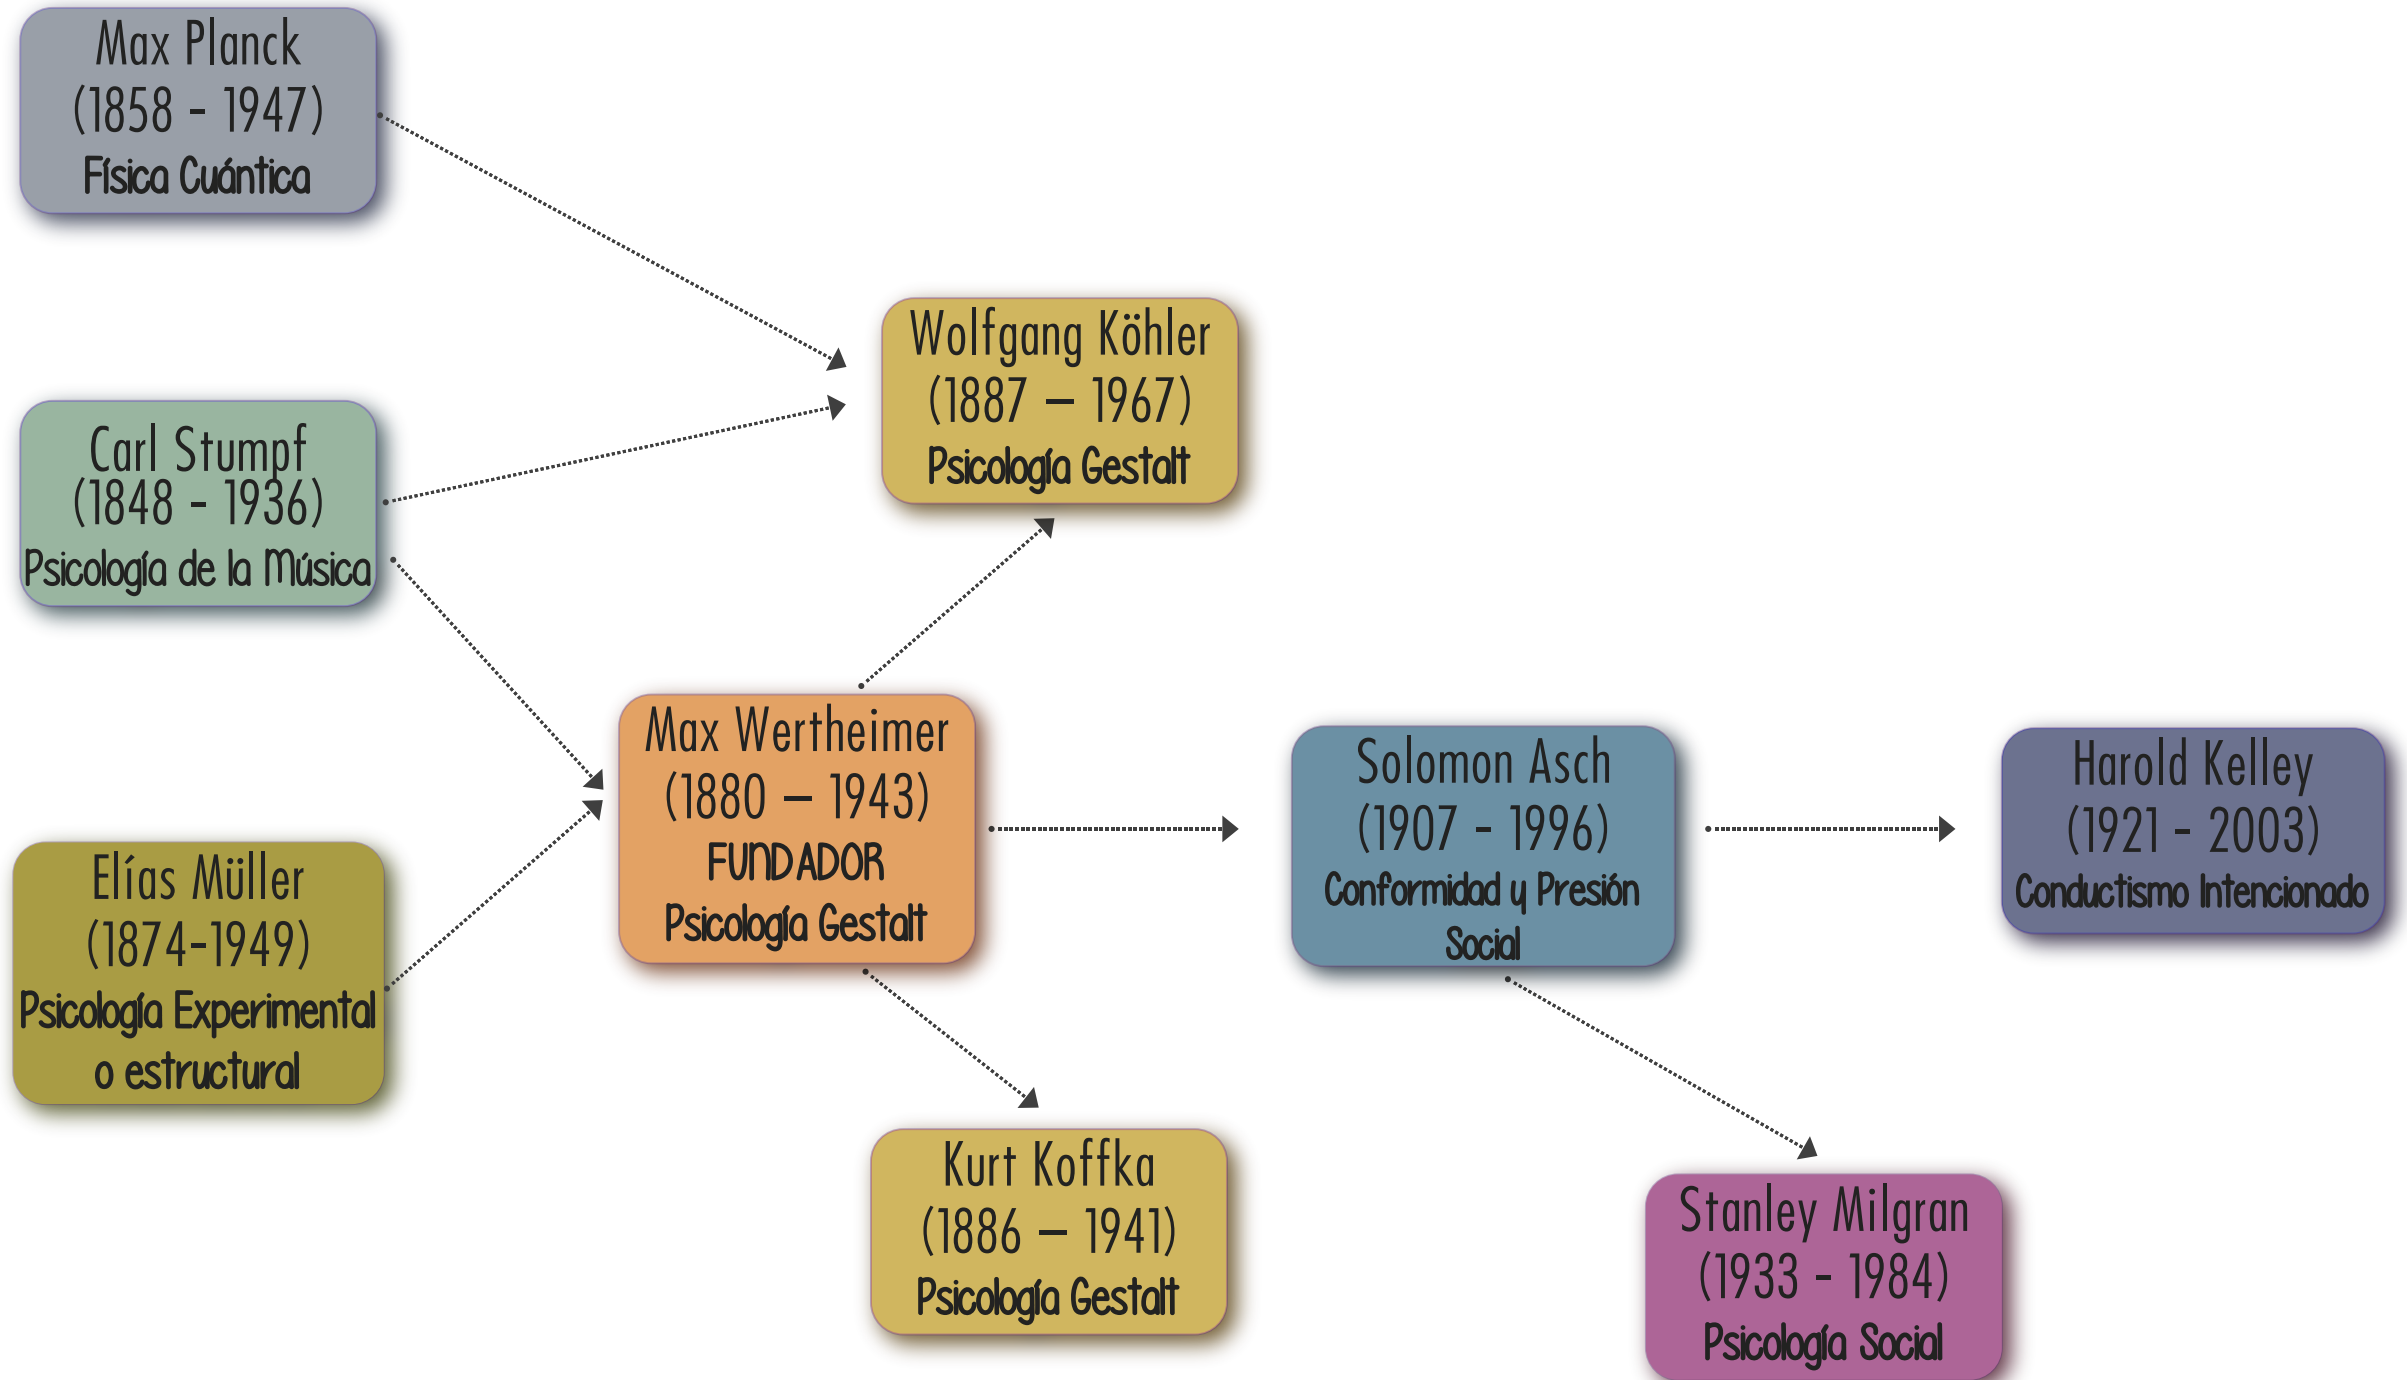 Max Planck
(1858 - 1947)
Física Cuántica
Wolfgang Köhler
(1887 – 1967)
Psicología Gestalt
Carl Stumpf
(1848 - 1936)
Psicología de la Música
Max Wertheimer
(1880 – 1943)
FUNDADOR
Psicología Gestalt
Solomon Asch
(1907 - 1996)
Conformidad y Presión
Social
Harold Kelley
(1921 - 2003)
Conductismo Intencionado
Elías Müller
(1874-1949)
Psicología Experimental
o estructural
Kurt Koffka
(1886 – 1941)
Psicología Gestalt
Stanley Milgran
(1933 - 1984)
Psicología Social